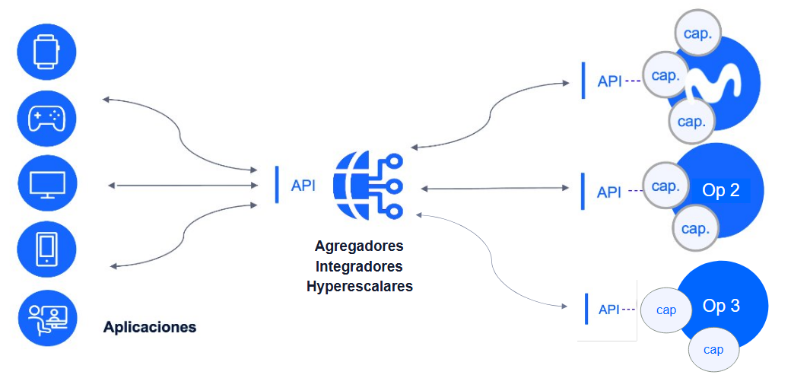 Aplicaciones
API
Agregadores
Integradores
Hyperescalares
API
cap.
cap.
cap.
API
cap.
cap.
Op 2
API
cap
cap
Op 3